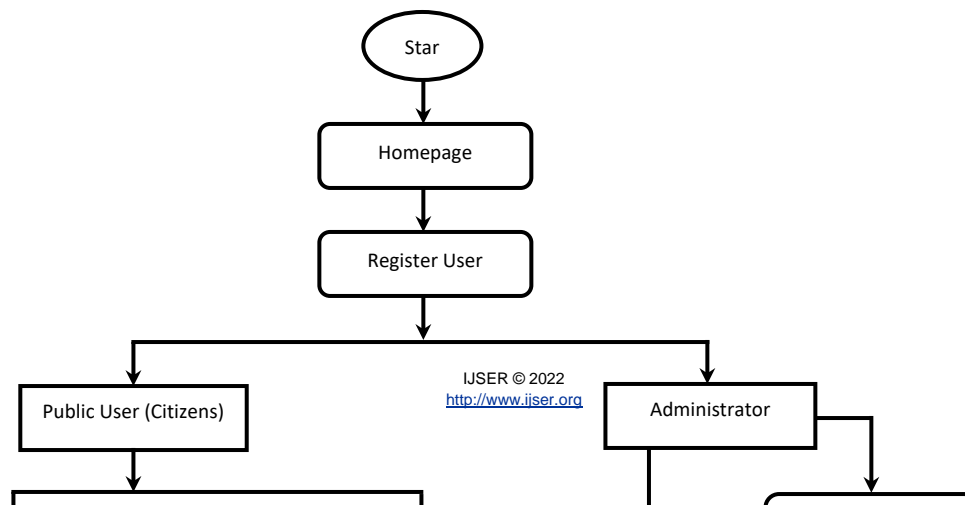 Star
Homepage
Register User
IJSER © 2022
http://www.ijser.org
Public User (Citizens)
Administrator